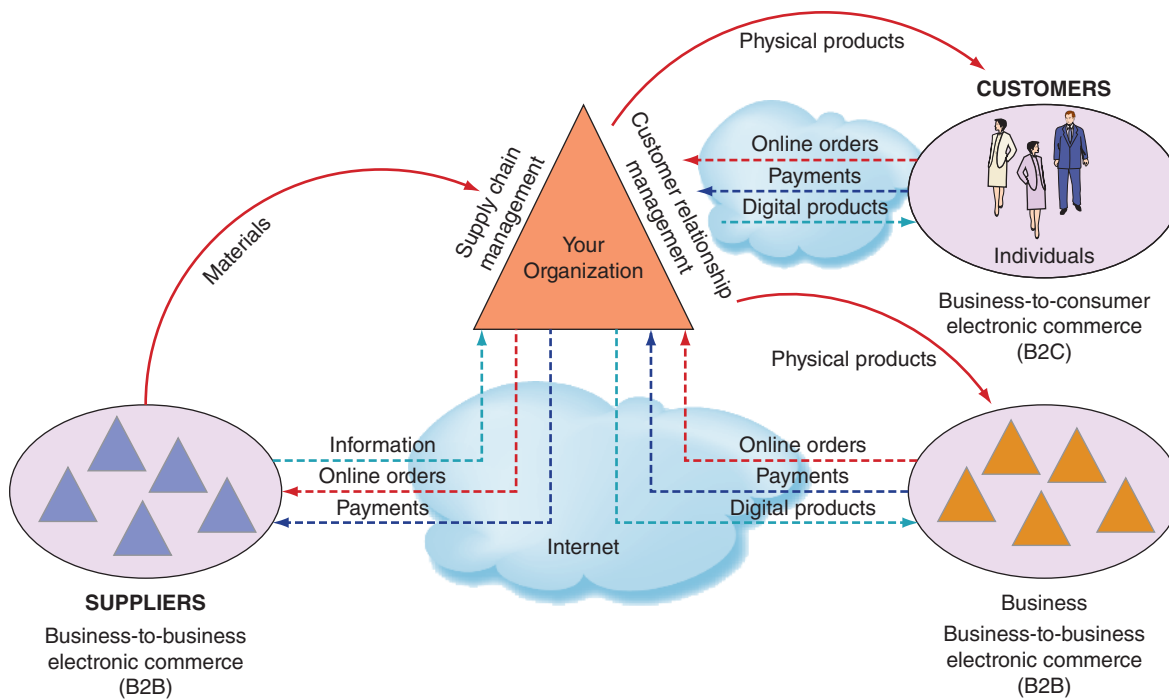 Physical products
CUSTOMERS
Online orders
Payments
Digital products
Individuals
Business-to-consumer
electronic commerce
(B2C)
Supply chain
management
Customer relationship
management
Your
Organization
Materials
Physical products
Information
Online orders
Payments
Internet
Online orders
Payments
Digital products
SUPPLIERS
Business-to-business
electronic commerce
(B2B)
Business
Business-to-business
electronic commerce
(B2B)